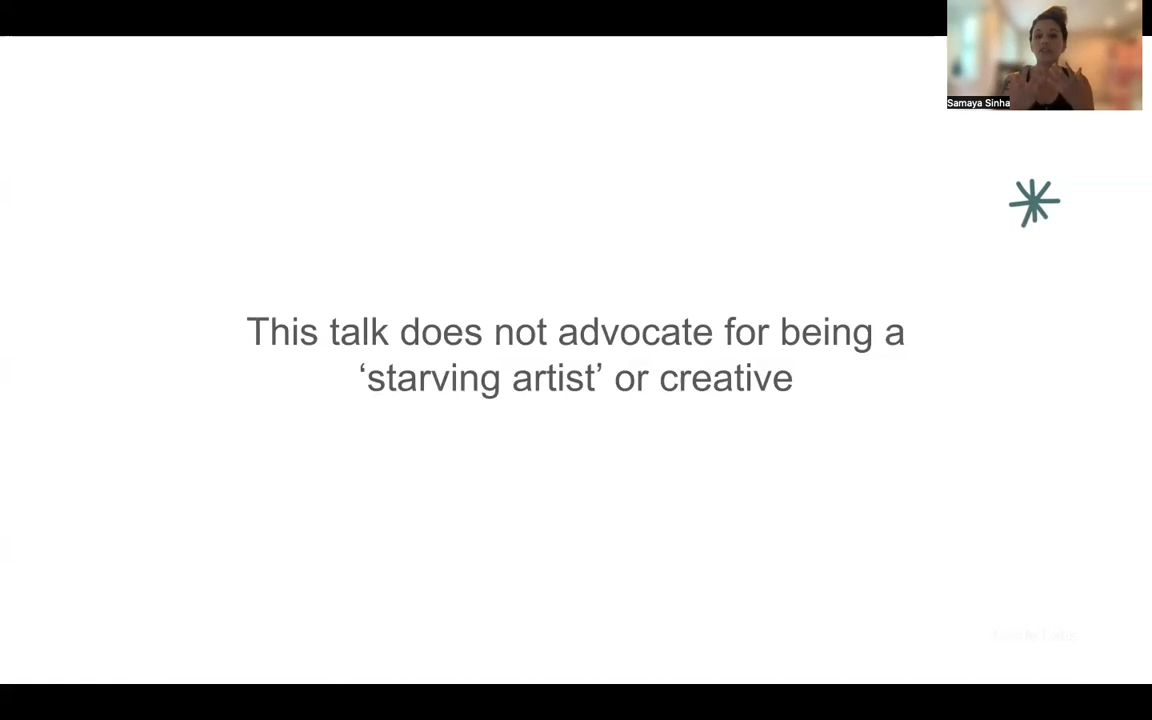 Samaya Sinha
This talk does not advocate for being a
‘starving artist’ or creative